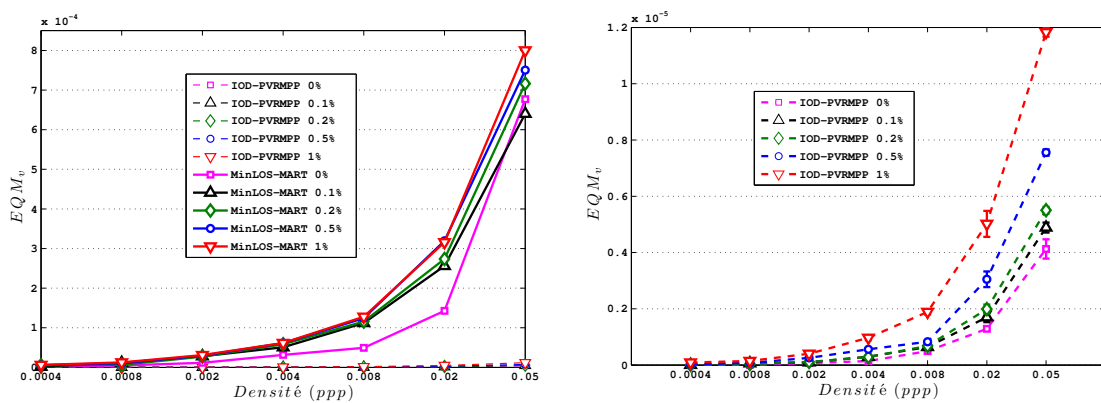 x 10⁻⁴
8
7
6
5
4
3
2
1
0
EQMᵥ
IOD-PVRMPP 0%
IOD-PVRMPP 0.1%
IOD-PVRMPP 0.2%
IOD-PVRMPP 0.5%
IOD-PVRMPP 1%
MinLOS-MART 0%
MinLOS-MART 0.1%
MinLOS-MART 0.2%
MinLOS-MART 0.5%
MinLOS-MART 1%
0.0004 0.0008 0.002 0.004 0.008 0.02 0.05
Densité (ppp)
x 10⁻⁵
1.2
1
0.8
0.6
0.4
0.2
0
EQMᵥ
IOD-PVRMPP 0%
IOD-PVRMPP 0.1%
IOD-PVRMPP 0.2%
IOD-PVRMPP 0.5%
IOD-PVRMPP 1%
0.0004 0.0008 0.002 0.004 0.008 0.02 0.05
Densité (ppp)